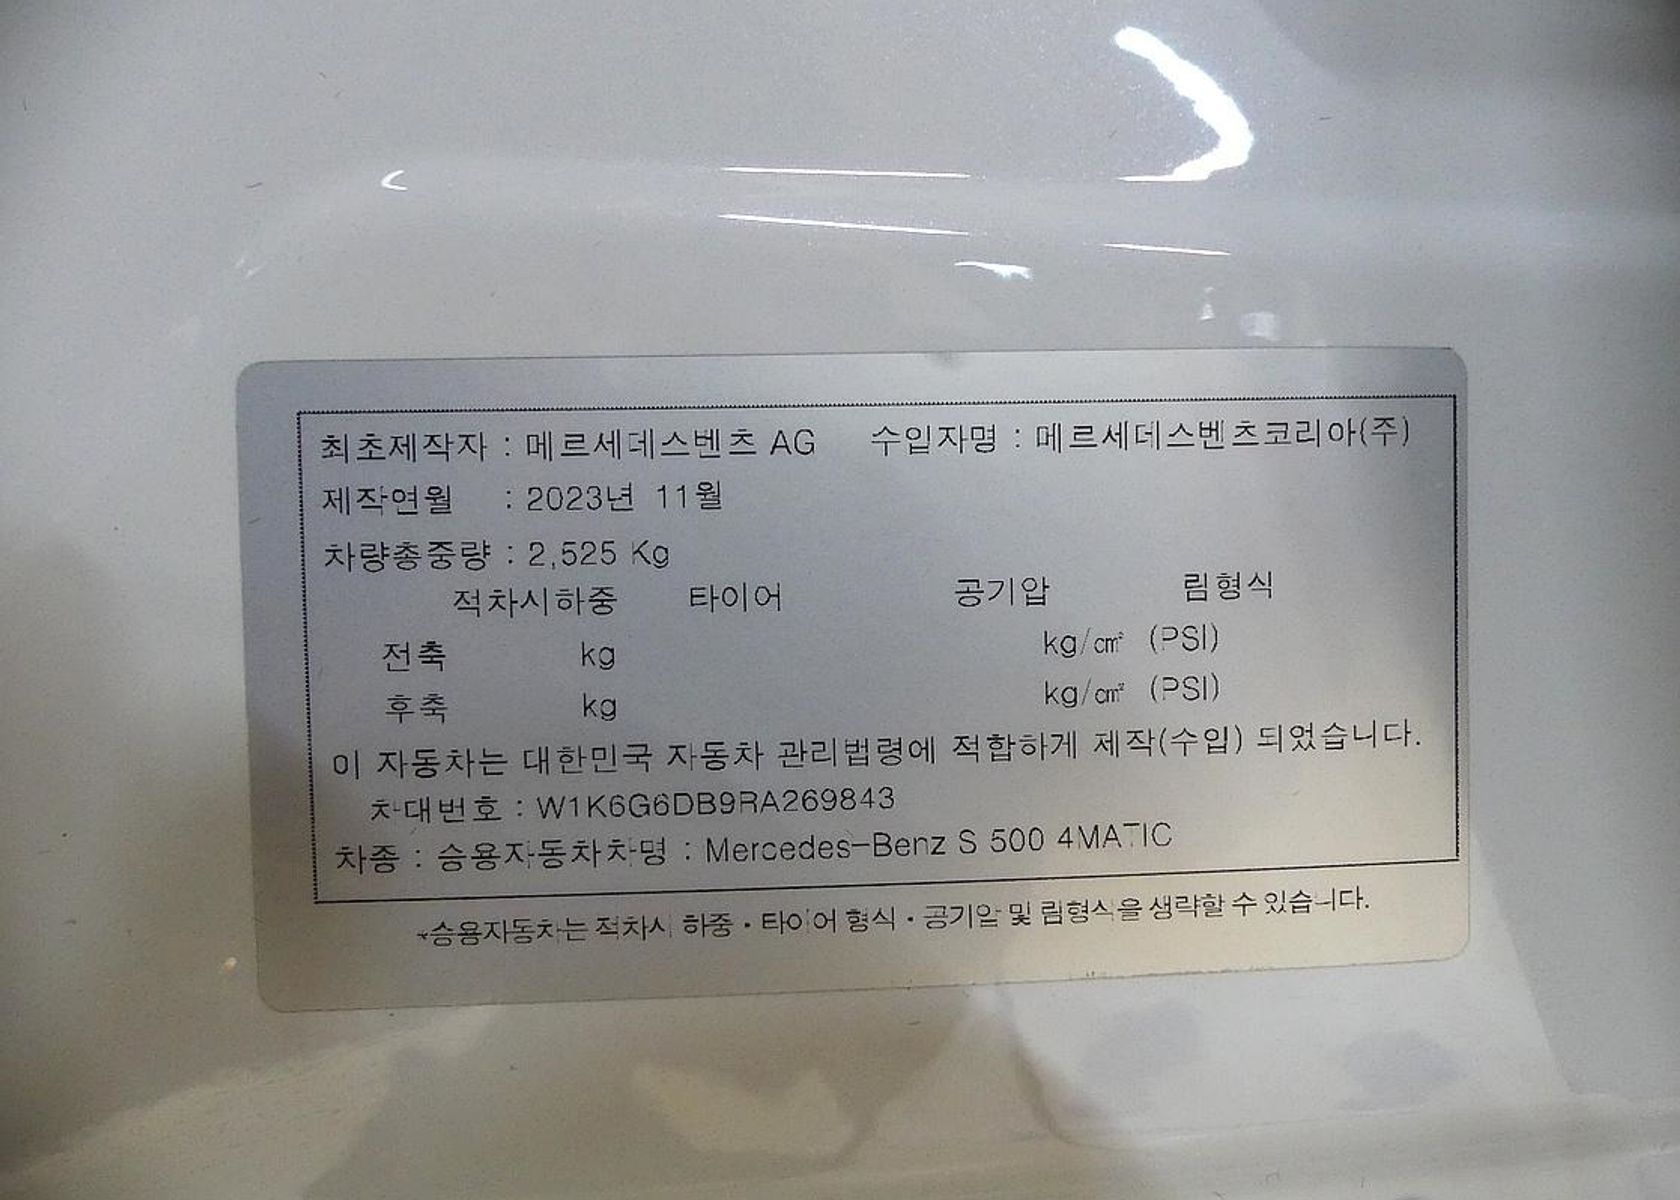 최초제작자 : 메르세데스벤츠 AG 수입자명 : 메르세데스벤츠코리아(주)
제작연월 : 2023년 11월
차량총중량 : 2,525 Kg
적차시하중 타이어 공기압 림형식
전축 kg kg/㎠ (PSI)
후축 kg kg/㎠ (PSI)
이 자동차는 대한민국 자동차 관리법령에 적합하게 제작(수입) 되었습니다.
차대번호 : W1K6G6DB9RA269843
차종 : 승용자동차차명 : Mercedes-Benz S 500 4MATIC
*승용자동차는 적차시 하중・타이어 형식・공기압 및 림형식을 생략할 수 있습니다.